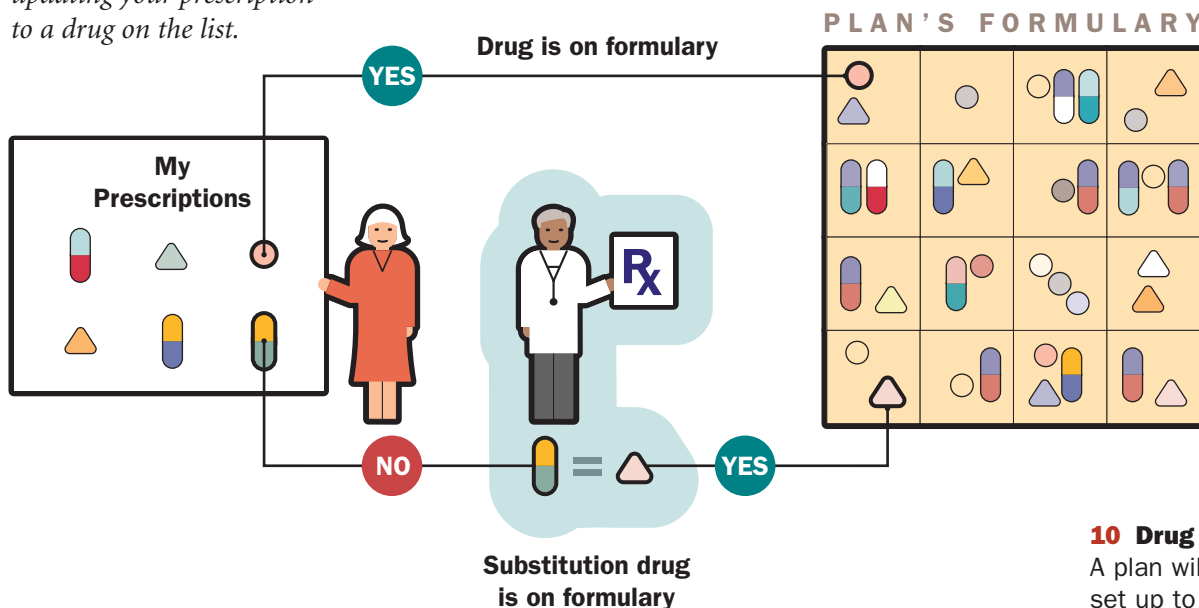 updating your prescription
to a drug on the list.
Drug is on formulary
PLAN'S FORMULARY
YES
My
Prescriptions
Rx
NO
=
YES
Substitution drug
is on formulary
10 Drug
A plan wil
set up to